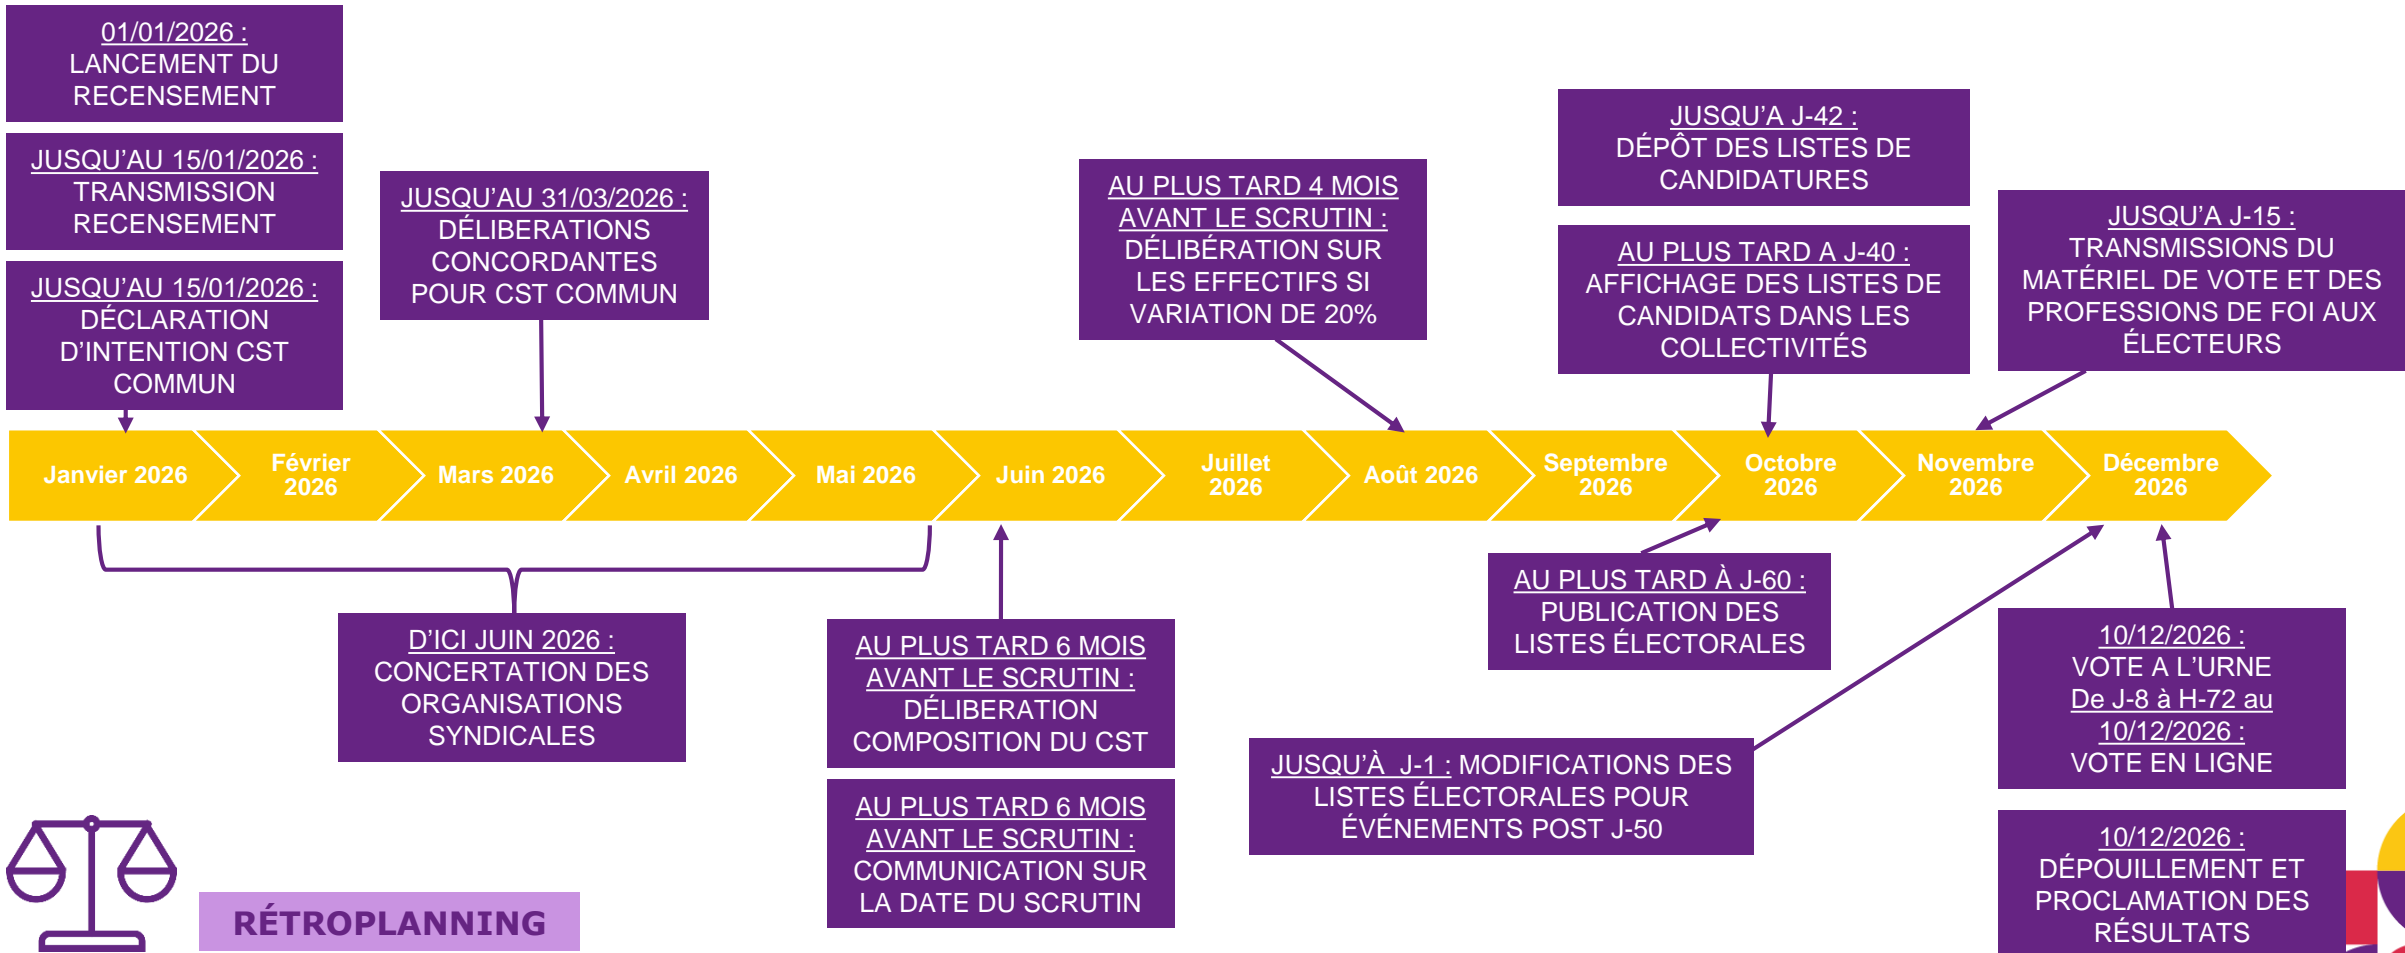 01/01/2026 :
LANCEMENT DU
RECENSEMENT
JUSQU’AU 15/01/2026 :
TRANSMISSION
RECENSEMENT
JUSQU’AU 15/01/2026 :
DÉCLARATION
D’INTENTION CST
COMMUN
JUSQU’AU 31/03/2026 :
DÉLIBERATIONS
CONCORDANTES
POUR CST COMMUN
AU PLUS TARD 4 MOIS
AVANT LE SCRUTIN :
DÉLIBÉRATION SUR
LES EFFECTIFS SI
VARIATION DE 20%
JUSQU’A J-42 :
DÉPÔT DES LISTES DE
CANDIDATURES
AU PLUS TARD A J-40 :
AFFICHAGE DES LISTES DE
CANDIDATS DANS LES
COLLECTIVITÉS
JUSQU’A J-15 :
TRANSMISSIONS DU
MATÉRIEL DE VOTE ET DES
PROFESSIONS DE FOI AUX
ÉLECTEURS
Janvier 2026
Février
2026
Mars 2026
Avril 2026
Mai 2026
Juin 2026
Juillet
2026
Août 2026
Septembre
2026
Octobre
2026
Novembre
2026
Décembre
2026
D’ICI JUIN 2026 :
CONCERTATION DES
ORGANISATIONS
SYNDICALES
AU PLUS TARD 6 MOIS
AVANT LE SCRUTIN :
DÉLIBERATION
COMPOSITION DU CST
AU PLUS TARD 6 MOIS
AVANT LE SCRUTIN :
COMMUNICATION SUR
LA DATE DU SCRUTIN
AU PLUS TARD À J-60 :
PUBLICATION DES
LISTES ÉLECTORALES
JUSQU’À J-1 : MODIFICATIONS DES
LISTES ÉLECTORALES POUR
ÉVÉNEMENTS POST J-50
10/12/2026 :
VOTE A L’URNE
De J-8 à H-72 au
10/12/2026 :
VOTE EN LIGNE
10/12/2026 :
DÉPOUILLEMENT ET
PROCLAMATION DES
RÉSULTATS
RÉTROPLANNING